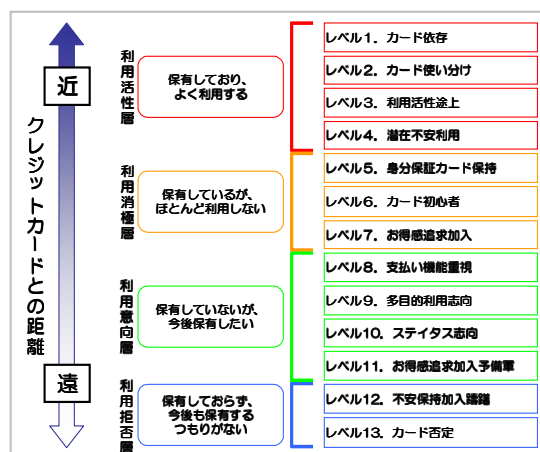 近
クレジットカードとの距離
遠
利用活性層
保有しており、
よく利用する
レベル1．カード依存
レベル2．カード使い分け
レベル3．利用活性途上
レベル4．潜在不安利用
利用消極層
保有しているが、
ほとんど利用しない
レベル5．身分保証カード保持
レベル6．カード初心者
レベル7．お得感追求加入
利用意向層
保有していないが、
今後保有したい
レベル8．支払い機能重視
レベル9．多目的利用志向
レベル10．ステイタス志向
レベル11．お得感追求加入予備軍
利用拒否層
保有しておらず、
今後も保有する
つもりがない
レベル12．不安保持加入躊躇
レベル13．カード否定